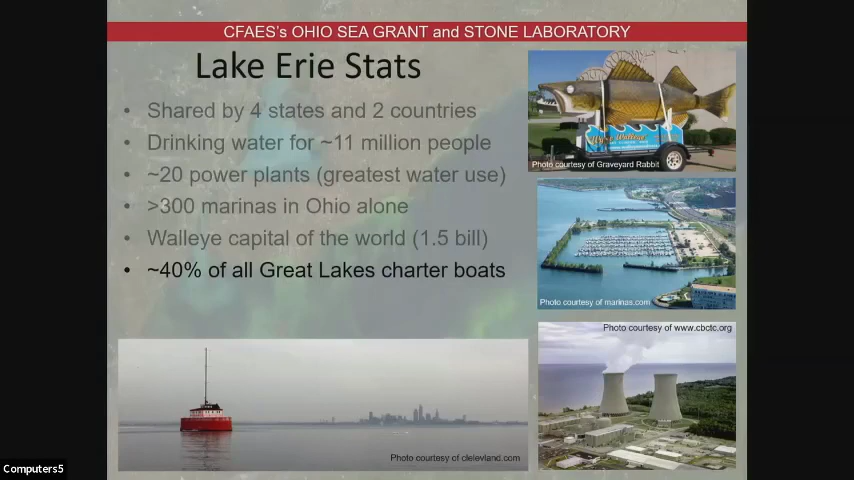 CFAES's OHIO SEA GRANT and STONE LABORATORY
Lake Erie Stats
• Shared by 4 states and 2 countries
• Drinking water for ~11 million people
• ~20 power plants (greatest water use)
• >300 marinas in Ohio alone
• Walleye capital of the world (1.5 bill)
• ~40% of all Great Lakes charter boats
Photo courtesy of Graveyard Rabbit
Photo courtesy of marinas.com
Photo courtesy of www.cbctc.org
Photo courtesy of clelevland.com
Computers5